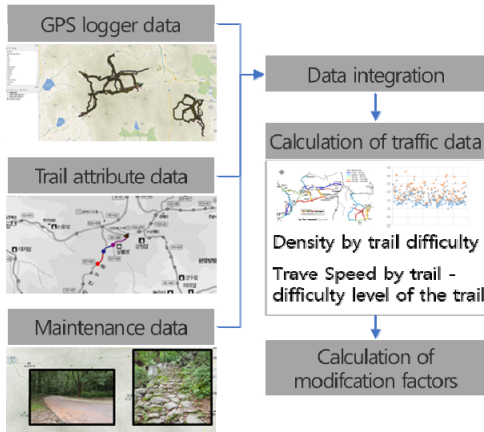 GPS logger data
Data integration
Calculation of traffic data
Trail attribute data
Density by trail difficulty
Trave Speed by trail -
difficulty level of the trail
Maintenance data
Calculation of
modifcation factors